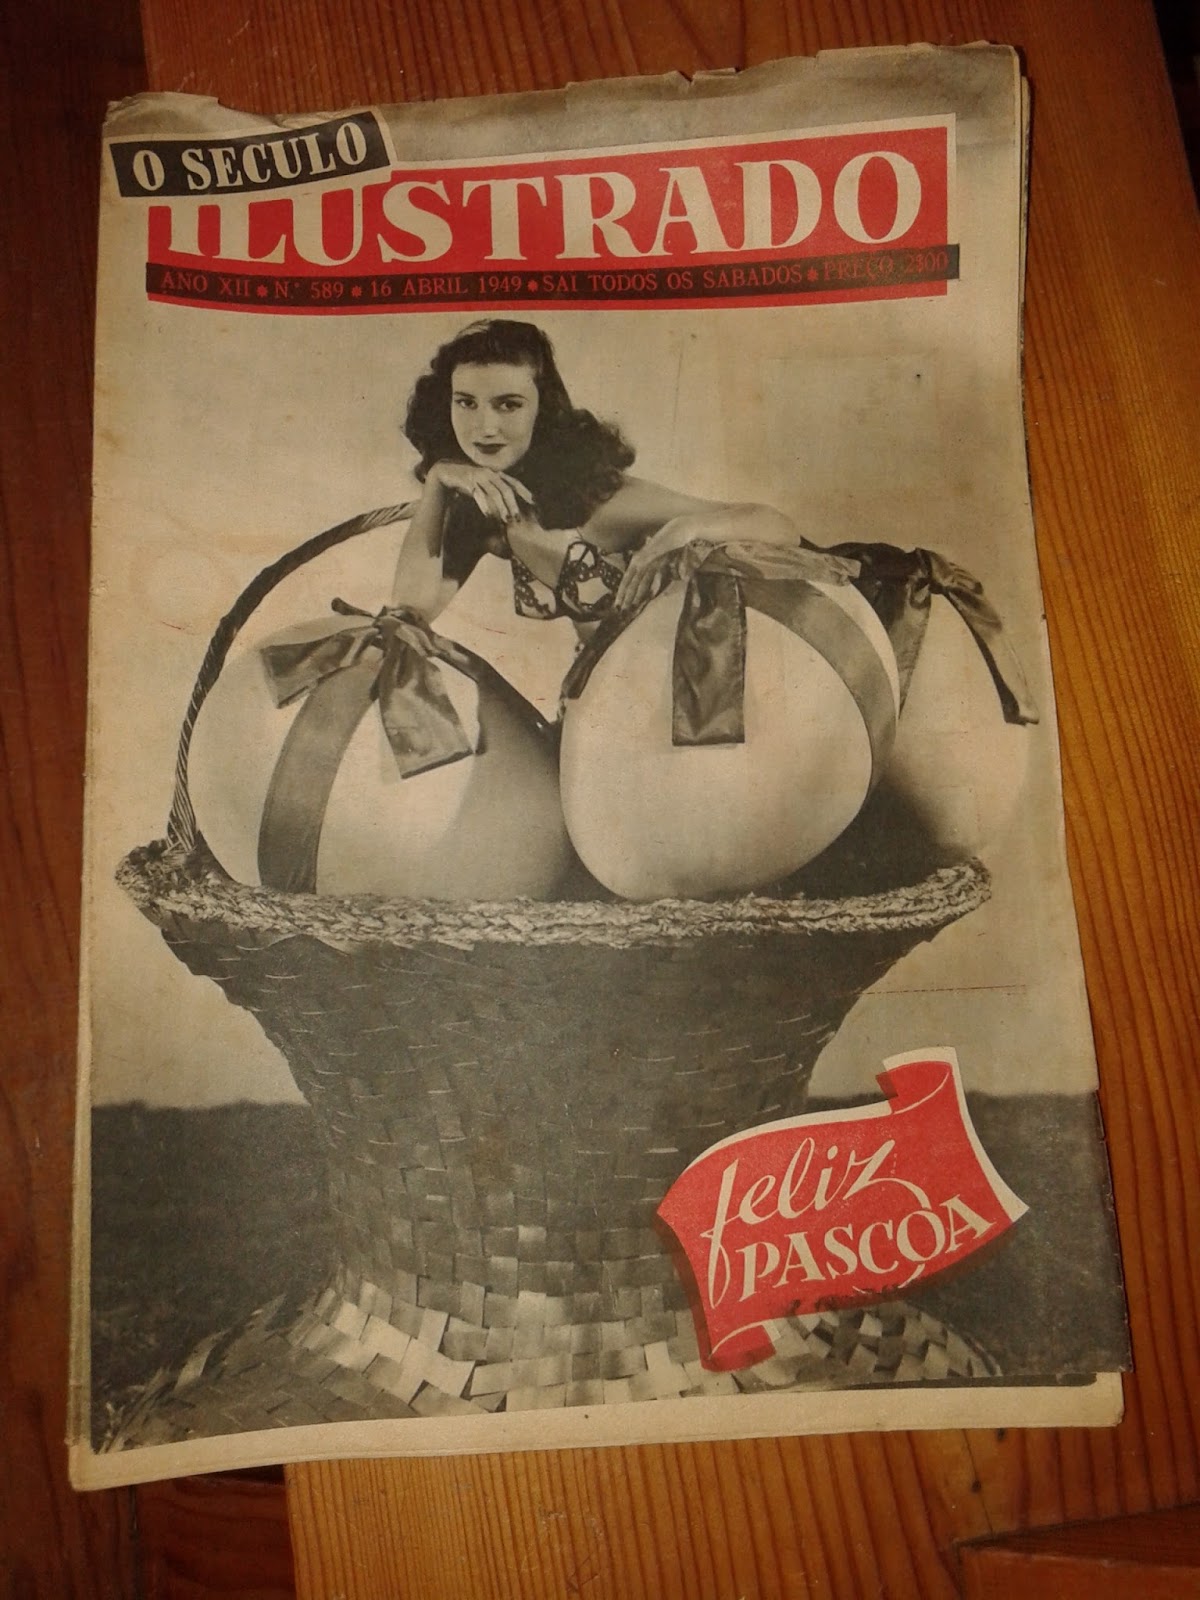 O SECULO
ILUSTRADO
ANO XII * N.° 589 * 16 ABRIL 1949 * SAI TODOS OS SABADOS * PREÇO 2$00
feliz
PASCOA